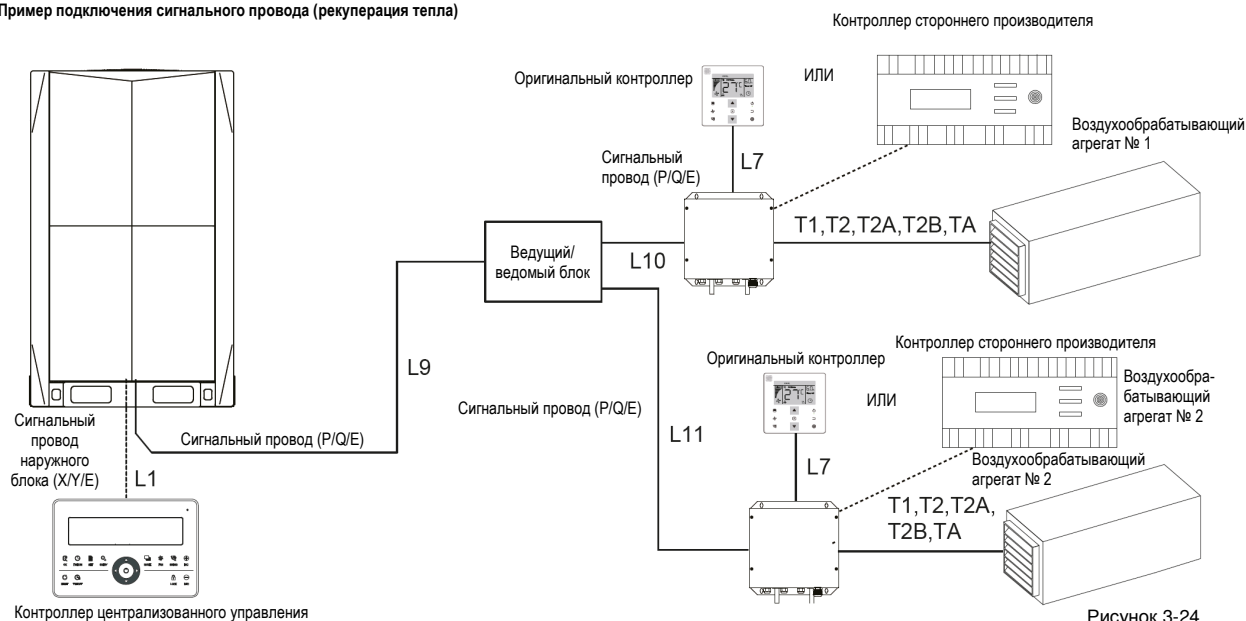 Пример подключения сигнального провода (рекуперация тепла)
Контроллер стороннего производителя
Оригинальный контроллер
ИЛИ
Воздухообрабатывающий
агрегат № 1
Сигнальный
провод (P/Q/E)
L7
T1,T2,T2A,T2B,TA
Ведущий/
ведомый блок
L10
L9
Контроллер стороннего производителя
Оригинальный контроллер
ИЛИ
Воздухообра-
батывающий
агрегат № 2
Сигнальный провод (P/Q/E)
L11
Сигнальный
провод
наружного
блока (X/Y/E)
L1
Сигнальный провод (P/Q/E)
L7
Воздухообрабатывающий
агрегат № 2
T1,T2,T2A,
T2B,TA
Контроллер централизованного управления
Рисунок 3-24